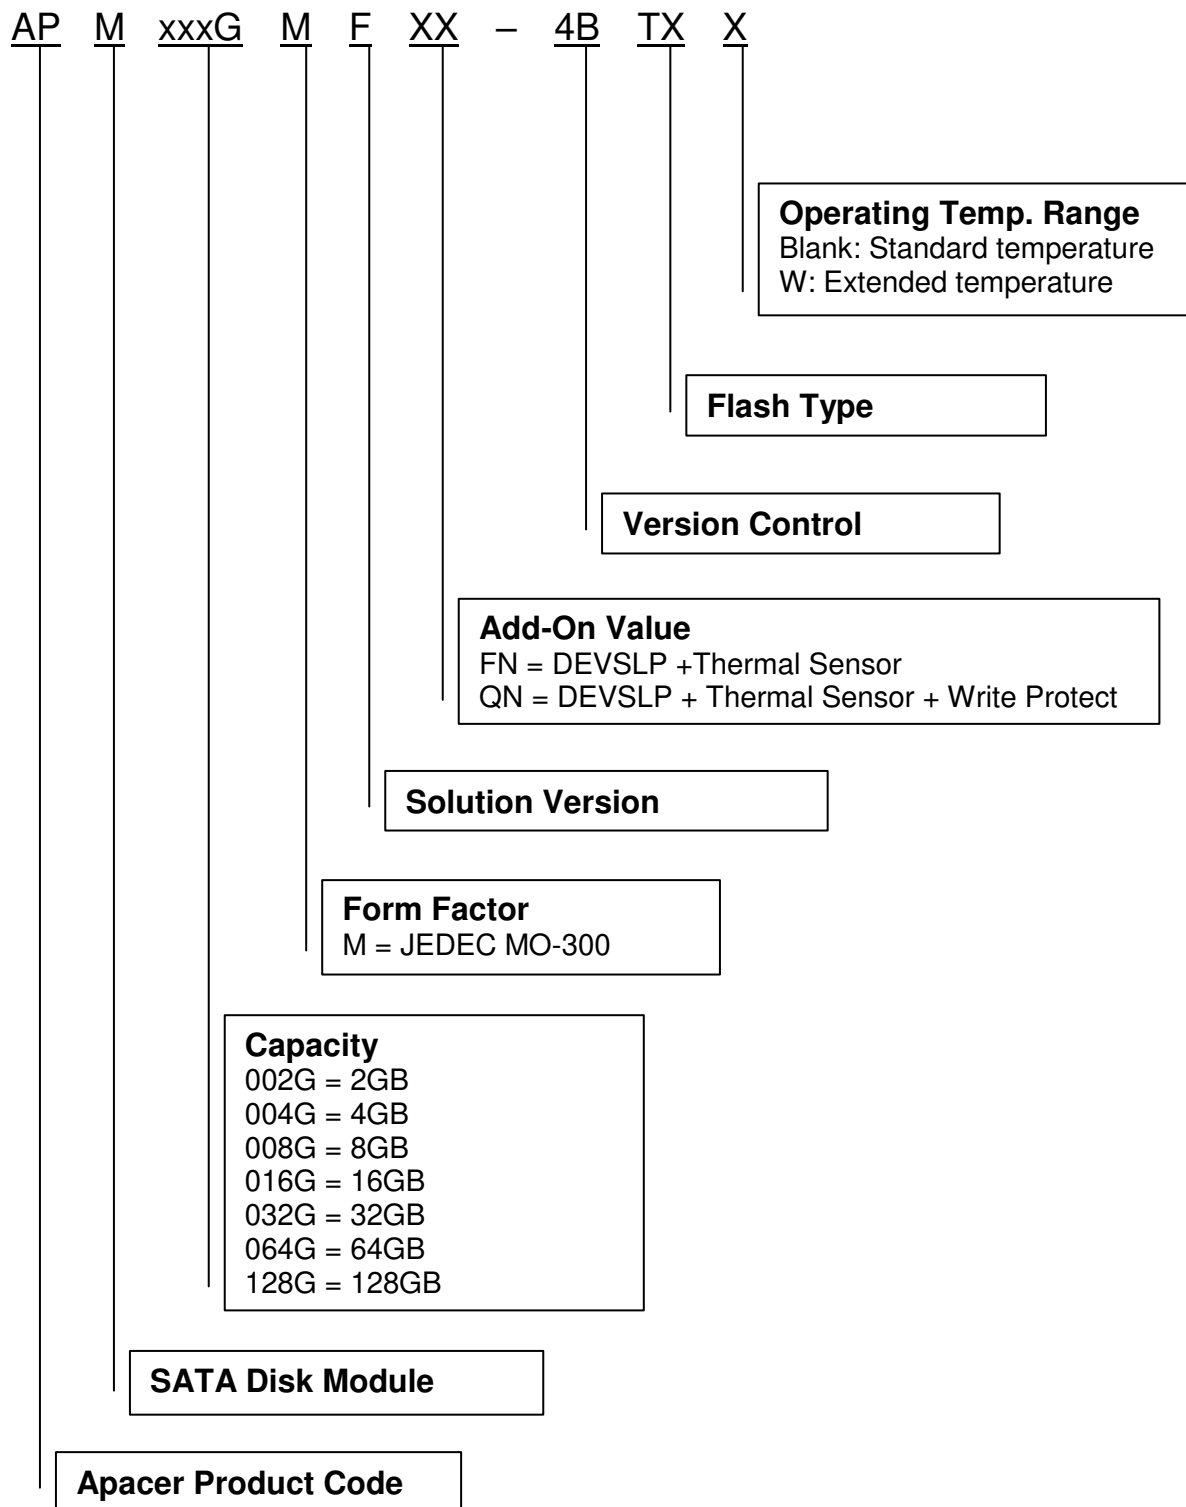 AP M xxxG M F XX – 4B TX X
Operating Temp. Range
Blank: Standard temperature
W: Extended temperature
Flash Type
Version Control
Add-On Value
FN = DEVSLP +Thermal Sensor
QN = DEVSLP + Thermal Sensor + Write Protect
Solution Version
Form Factor
M = JEDEC MO-300
Capacity
002G = 2GB
004G = 4GB
008G = 8GB
016G = 16GB
032G = 32GB
064G = 64GB
128G = 128GB
SATA Disk Module
Apacer Product Code